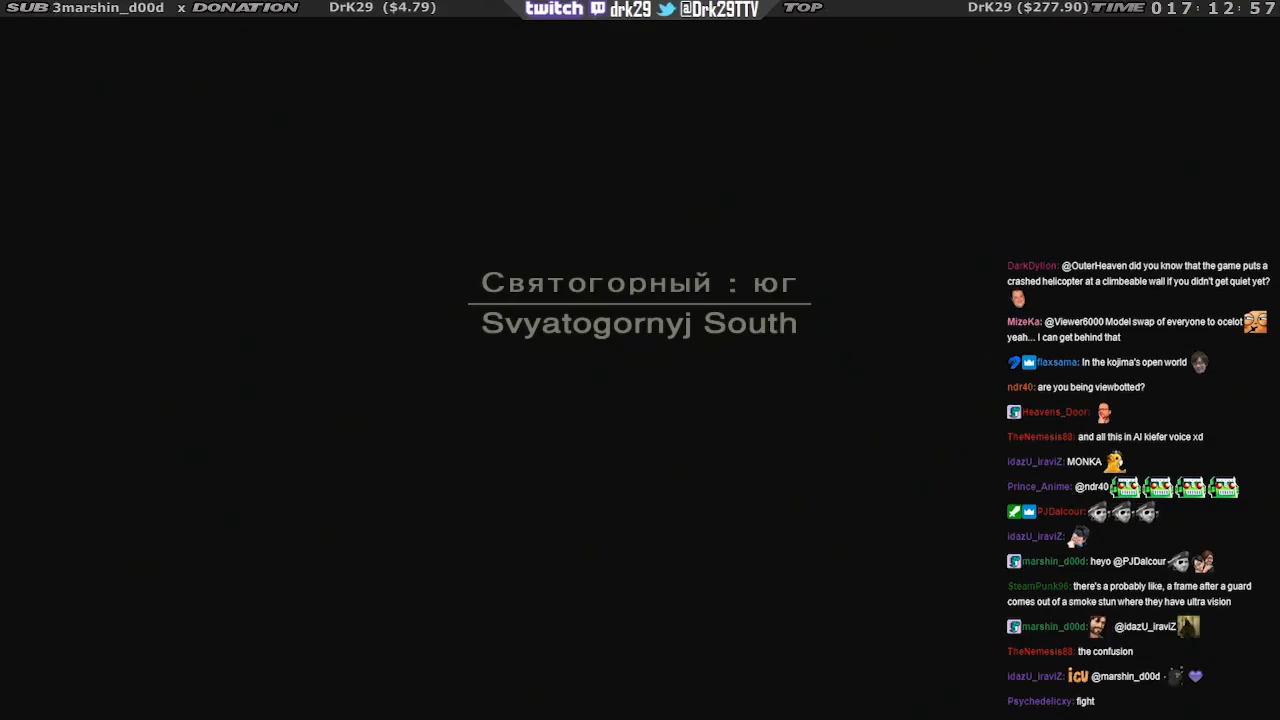 SUB 3marshin_d00d x DONATION DrK29 ($4.79) twitch drk29 @Drk29TTV TOP DrK29 ($277.90) TIME 017:12:57
Святогорный : юг
Svyatogornyj South
DarkDylion: @OuterHeaven did you know that the game puts a
crashed helicopter at a climbeable wall if you didn't get quiet yet?
MizeKa: @Viewer6000 Model swap of everyone to ocelot
yeah... I can get behind that
flaxsama: In the kojima's open world
ndr40: are you being viewbotted?
Heavens_Door:
TheNemesis88: and all this in AI kiefer voice xd
idazU_iraviZ: MONKA
Prince_Anime: @ndr40
PJDalcour:
idazU_iraviZ:
marshin_d00d: heyo @PJDalcour
SteamPunk96: there's a probably like, a frame after a guard
comes out of a smoke stun where they have ultra vision
marshin_d00d: @idazU_iraviZ
TheNemesis88: the confusion
idazU_iraviZ: ICU @marshin_d00d
Psychedelicxy: fight